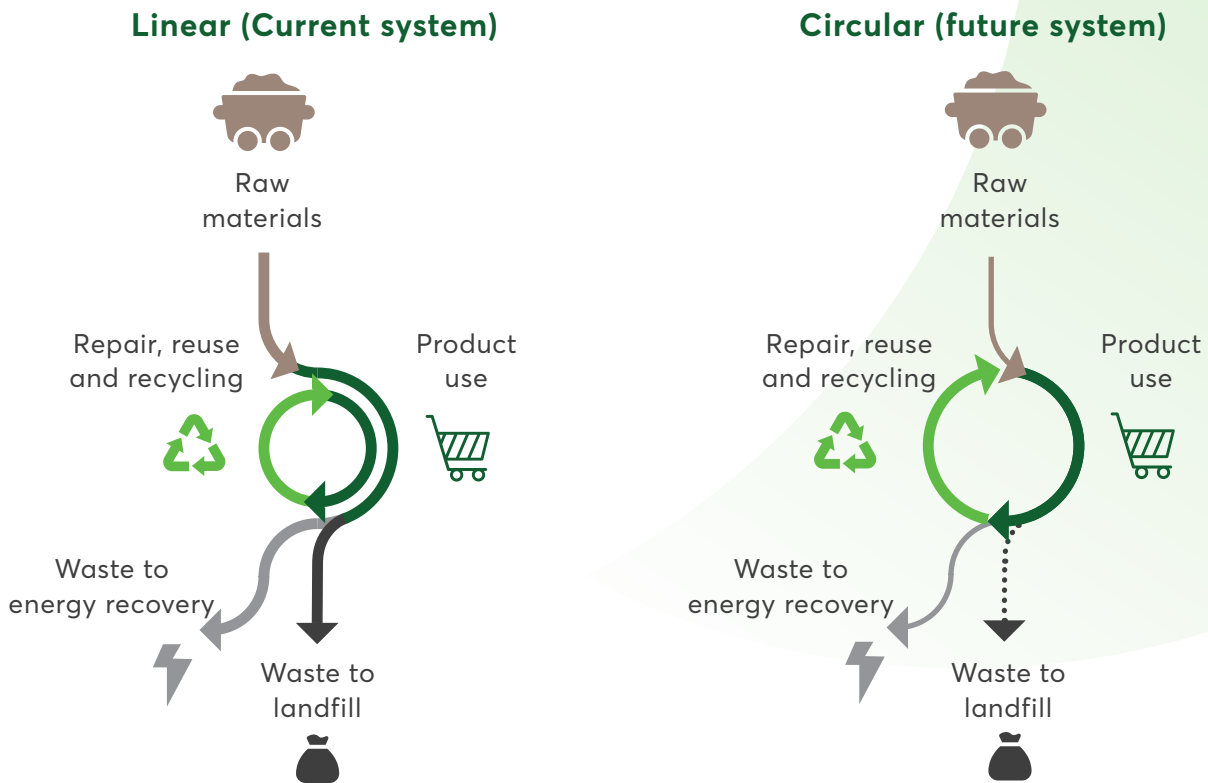 Linear (Current system)
Raw
materials
Repair, reuse
and recycling
Product
use
Waste to
energy recovery
Waste to
landfill
Circular (future system)
Raw
materials
Repair, reuse
and recycling
Product
use
Waste to
energy recovery
Waste to
landfill